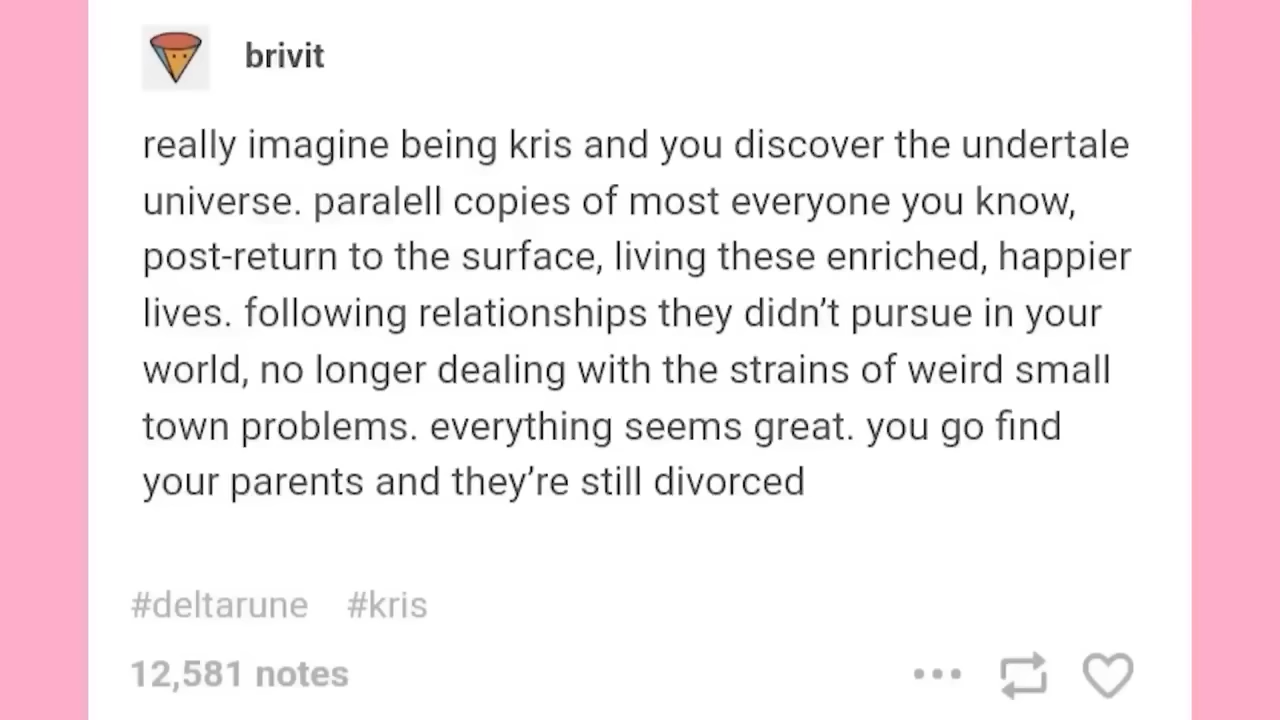 brivit
really imagine being kris and you discover the undertale
universe. paralell copies of most everyone you know,
post-return to the surface, living these enriched, happier
lives. following relationships they didn’t pursue in your
world, no longer dealing with the strains of weird small
town problems. everything seems great. you go find
your parents and they’re still divorced
#deltarune #kris
12,581 notes